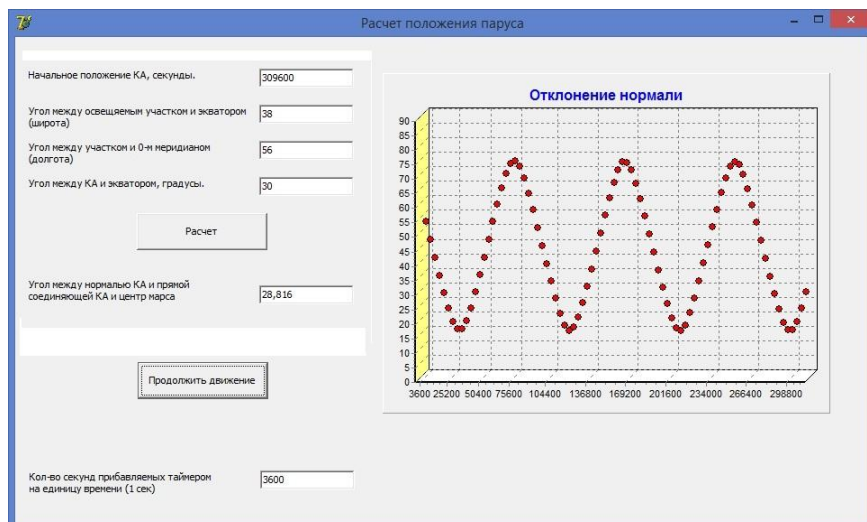 Расчет положения паруса
Начальное положение КА, секунды.
309600
Угол между освещяемым участком и экватором
(широта)
38
Угол между участком и 0-м меридианом
(долгота)
56
Угол между КА и экватором, градусы.
30
Расчет
Угол между нормалью КА и прямой
соединяющей КА и центр марса
28,816
Продолжить движение
Кол-во секунд прибавляемых таймером
на единицу времени (1 сек)
3600
Отклонение нормали
90
85
80
75
70
65
60
55
50
45
40
35
30
25
20
15
10
5
0
3600 25200 50400 75600 104400 136800 169200 201600 234000 266400 298800